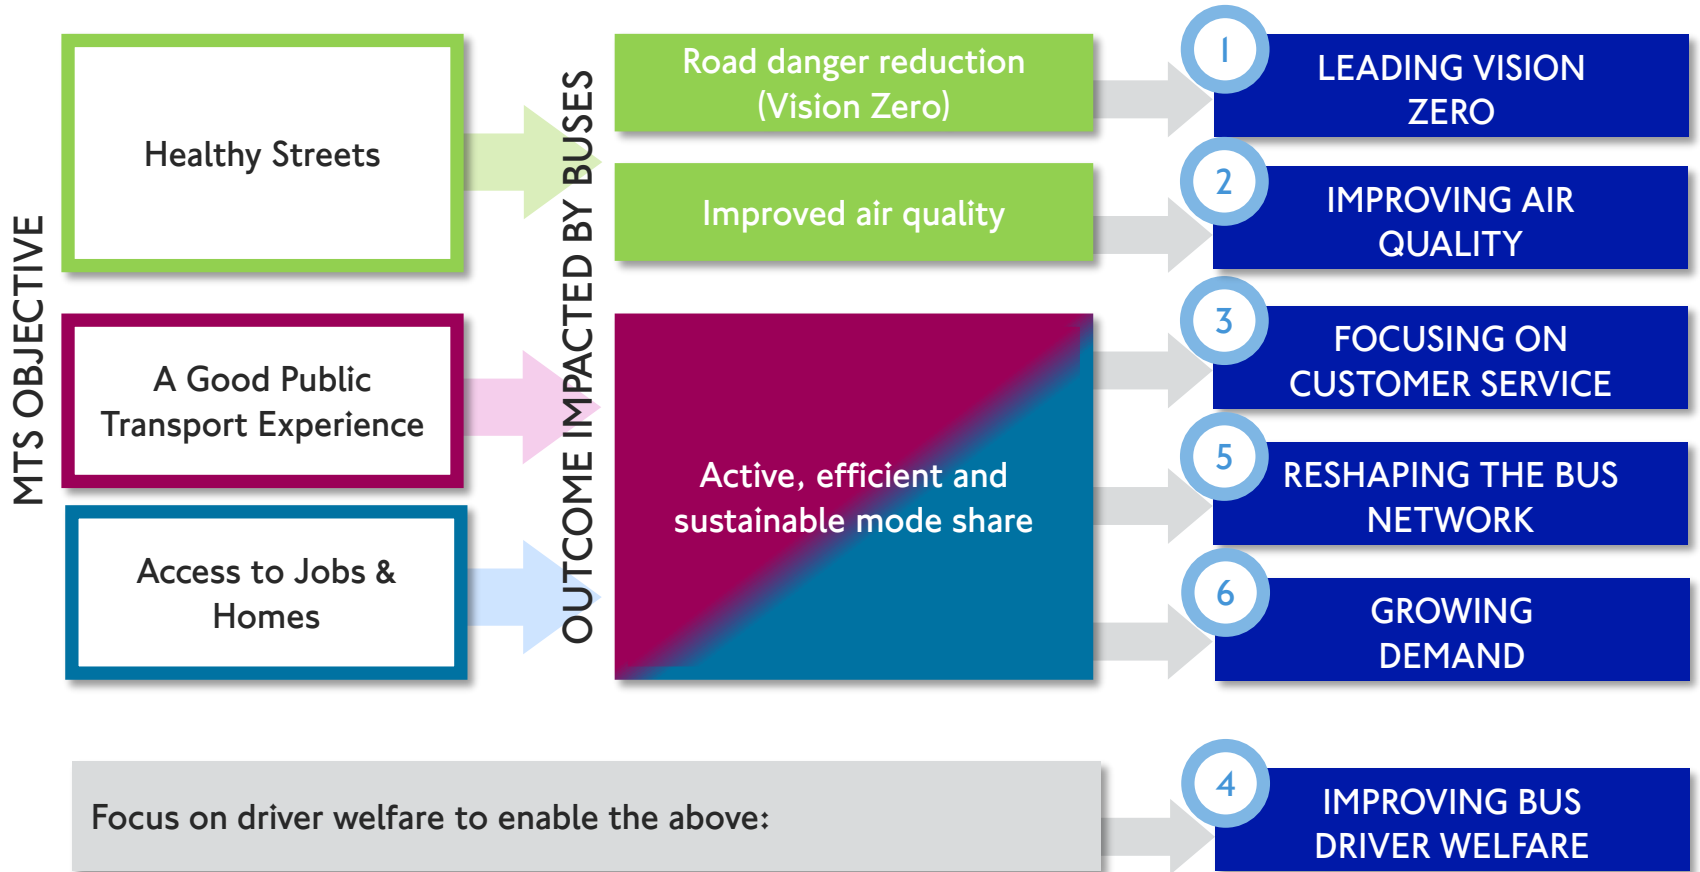 MTS OBJECTIVE
Healthy Streets
A Good Public
Transport Experience
Access to Jobs &
Homes
OUTCOME IMPACTED BY BUSES
Road danger reduction
(Vision Zero)
Improved air quality
Active, efficient and
sustainable mode share
1
LEADING VISION
ZERO
2
IMPROVING AIR
QUALITY
3
FOCUSING ON
CUSTOMER SERVICE
5
RESHAPING THE BUS
NETWORK
6
GROWING
DEMAND
Focus on driver welfare to enable the above:
4
IMPROVING BUS
DRIVER WELFARE